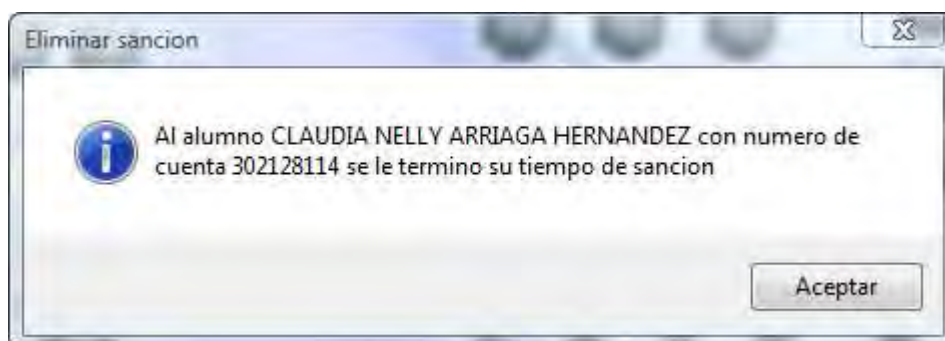 Eliminar sancion
Al alumno CLAUDIA NELLY ARRIAGA HERNANDEZ con numero de
cuenta 302128114 se le termino su tiempo de sancion
Aceptar